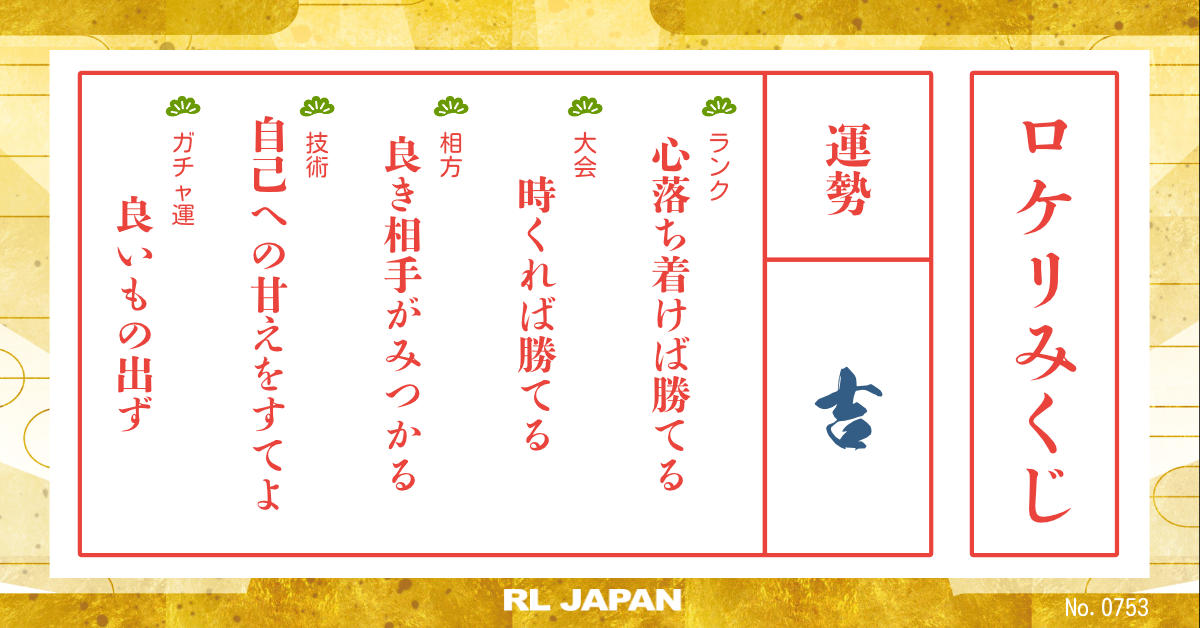 ロケリみくじ
運勢
吉
ランク
心落ち着けば勝てる
大会
時くれば勝てる
相方
良き相手がみつかる
技術
自己への甘えをすてよ
ガチャ運
良いもの出ず
RL JAPAN
No. 0753